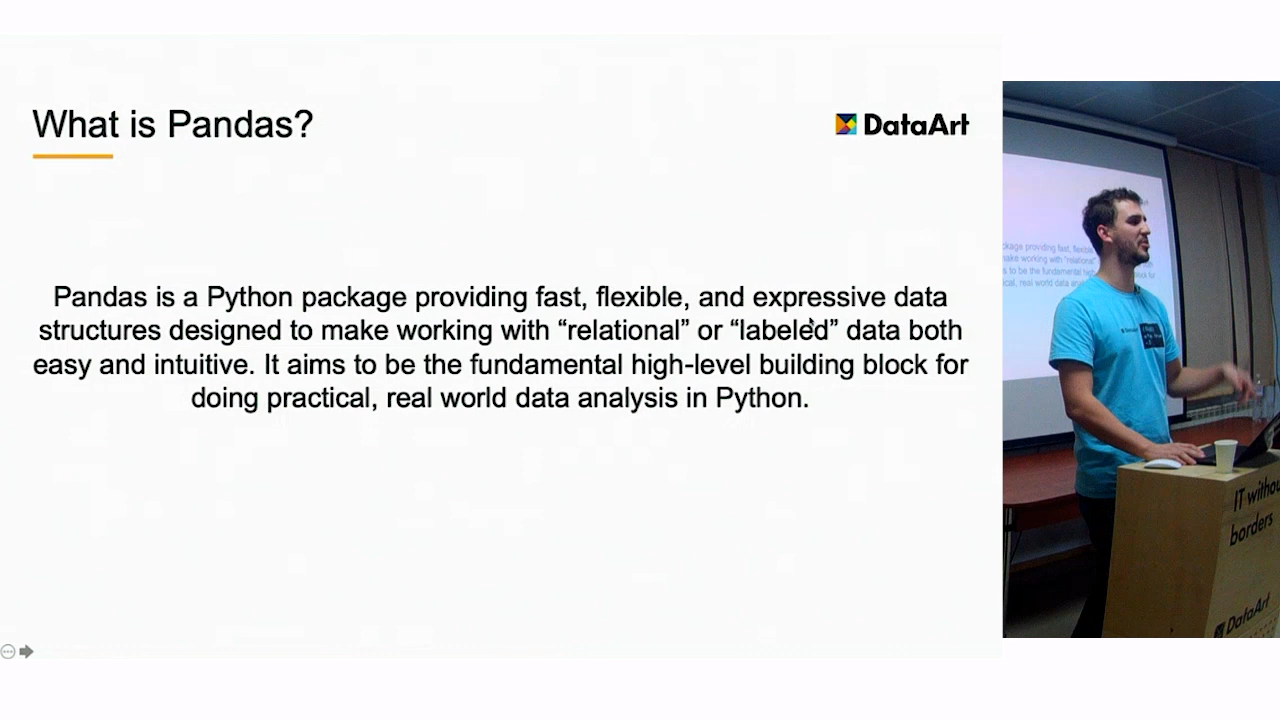 What is Pandas?
DataArt
Pandas is a Python package providing fast, flexible, and expressive data
structures designed to make working with “relational” or “labeled” data both
easy and intuitive. It aims to be the fundamental high-level building block for
doing practical, real world data analysis in Python.
IT
borders
DataArt